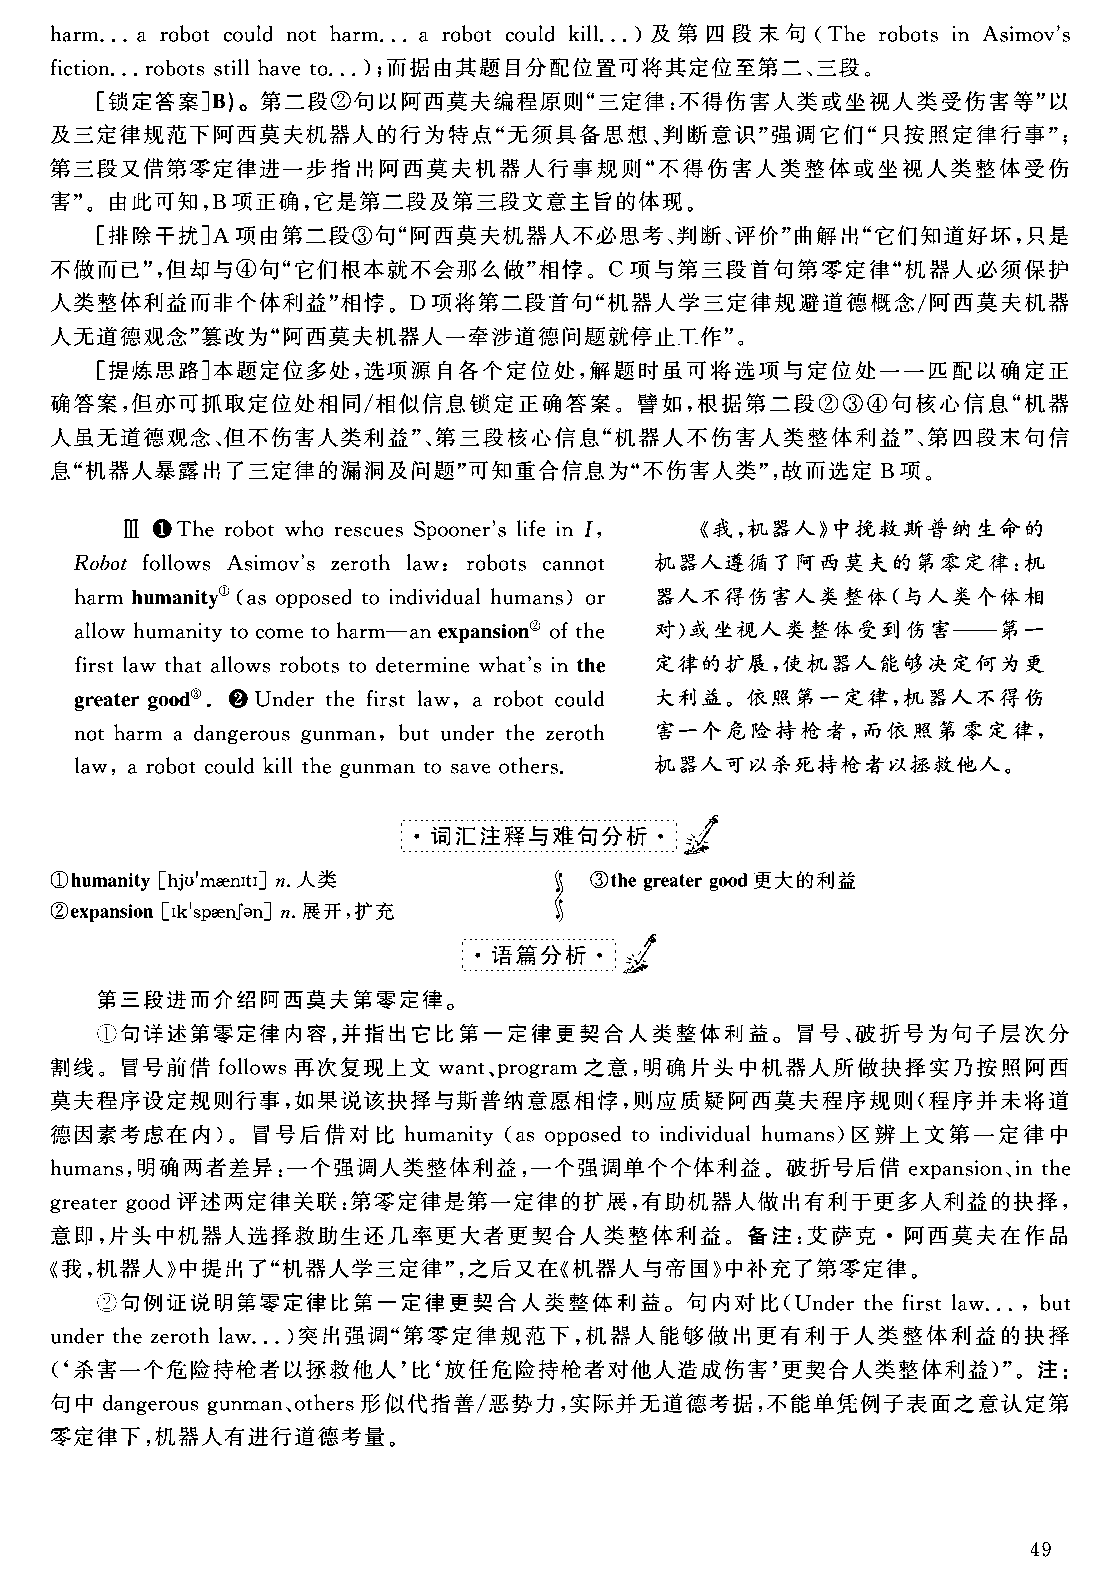 harm... a robot could not harm... a robot could kill...)及第四段末句(The robots in Asimov's
fiction... robots still have to...);而据由其题目分配位置可将其定位至第二、三段。
[锁定答案]B)。第二段②句以阿西莫夫编程原则“三定律:不得伤害人类或坐视人类受伤害等”以
及三定律规范下阿西莫夫机器人的行为特点“无须具备思想、判断意识”强调它们“只按照定律行事”;
第三段又借第零定律进一步指出阿西莫夫机器人行事规则“不得伤害人类整体或坐视人类整体受伤
害”。由此可知,B项正确,它是第二段及第三段文意主旨的体现。
[排除干扰]A项由第二段③句“阿西莫夫机器人不必思考、判断、评价”曲解出“它们知道好坏,只是
不做而已”,但却与④句“它们根本就不会那么做”相悖。C项与第三段首句第零定律“机器人必须保护
人类整体利益而非个体利益”相悖。D项将第二段首句“机器人学三定律规避道德概念/阿西莫夫机器
人无道德观念”篡改为“阿西莫夫机器人一牵涉道德问题就停止工作”。
[提炼思路]本题定位多处,选项源自各个定位处,解题时虽可将选项与定位处一一匹配以确定正
确答案,但亦可抓取定位处相同/相似信息锁定正确答案。譬如,根据第二段②③④句核心信息“机器
人虽无道德观念、但不伤害人类利益”、第三段核心信息“机器人不伤害人类整体利益”、第四段末句信
息“机器人暴露出了三定律的漏洞及问题”可知重合信息为“不伤害人类”,故而选定B项。
Ⅲ ❶The robot who rescues Spooner's life in I,
Robot follows Asimov's zeroth law: robots cannot
harm humanity① (as opposed to individual humans) or
allow humanity to come to harm—an expansion② of the
first law that allows robots to determine what's in the
greater good③. ❷Under the first law, a robot could
not harm a dangerous gunman, but under the zeroth
law, a robot could kill the gunman to save others.
《我,机器人》中挽救斯普纳生命的
机器人遵循了阿西莫夫的第零定律:机
器人不得伤害人类整体(与人类个体相
对)或坐视人类整体受到伤害——第一
定律的扩展,使机器人能够决定何为更
大利益。依照第一定律,机器人不得伤
害一个危险持枪者,而依照第零定律,
机器人可以杀死持枪者以拯救他人。
·词汇注释与难句分析·
①humanity [hjʊ'mænɪtɪ] n. 人类
②expansion [ɪk'spænʃən] n. 展开,扩充
③the greater good 更大的利益
·语篇分析·
第三段进而介绍阿西莫夫第零定律。
①句详述第零定律内容,并指出它比第一定律更契合人类整体利益。冒号、破折号为句子层次分
割线。冒号前借 follows 再次复现上文 want、program 之意,明确片头中机器人所做抉择实乃按照阿西
莫夫程序设定规则行事,如果说该抉择与斯普纳意愿相悖,则应质疑阿西莫夫程序规则(程序并未将道
德因素考虑在内)。冒号后借对比 humanity (as opposed to individual humans)区辨上文第一定律中
humans,明确两者差异:一个强调人类整体利益,一个强调单个个体利益。破折号后借 expansion、in the
greater good 评述两定律关联:第零定律是第一定律的扩展,有助机器人做出有利于更多人利益的抉择,
意即,片头中机器人选择救助生还几率更大者更契合人类整体利益。备注:艾萨克·阿西莫夫在作品
《我,机器人》中提出了“机器人学三定律”,之后又在《机器人与帝国》中补充了第零定律。
②句例证说明第零定律比第一定律更契合人类整体利益。句内对比(Under the first law..., but
under the zeroth law...)突出强调“第零定律规范下,机器人能够做出更有利于人类整体利益的抉择
(‘杀害一个危险持枪者以拯救他人’比‘放任危险持枪者对他人造成伤害’更契合人类整体利益)”。注:
句中 dangerous gunman、others 形似代指善/恶势力,实际并无道德考据,不能单凭例子表面之意认定第
零定律下,机器人有进行道德考量。
49